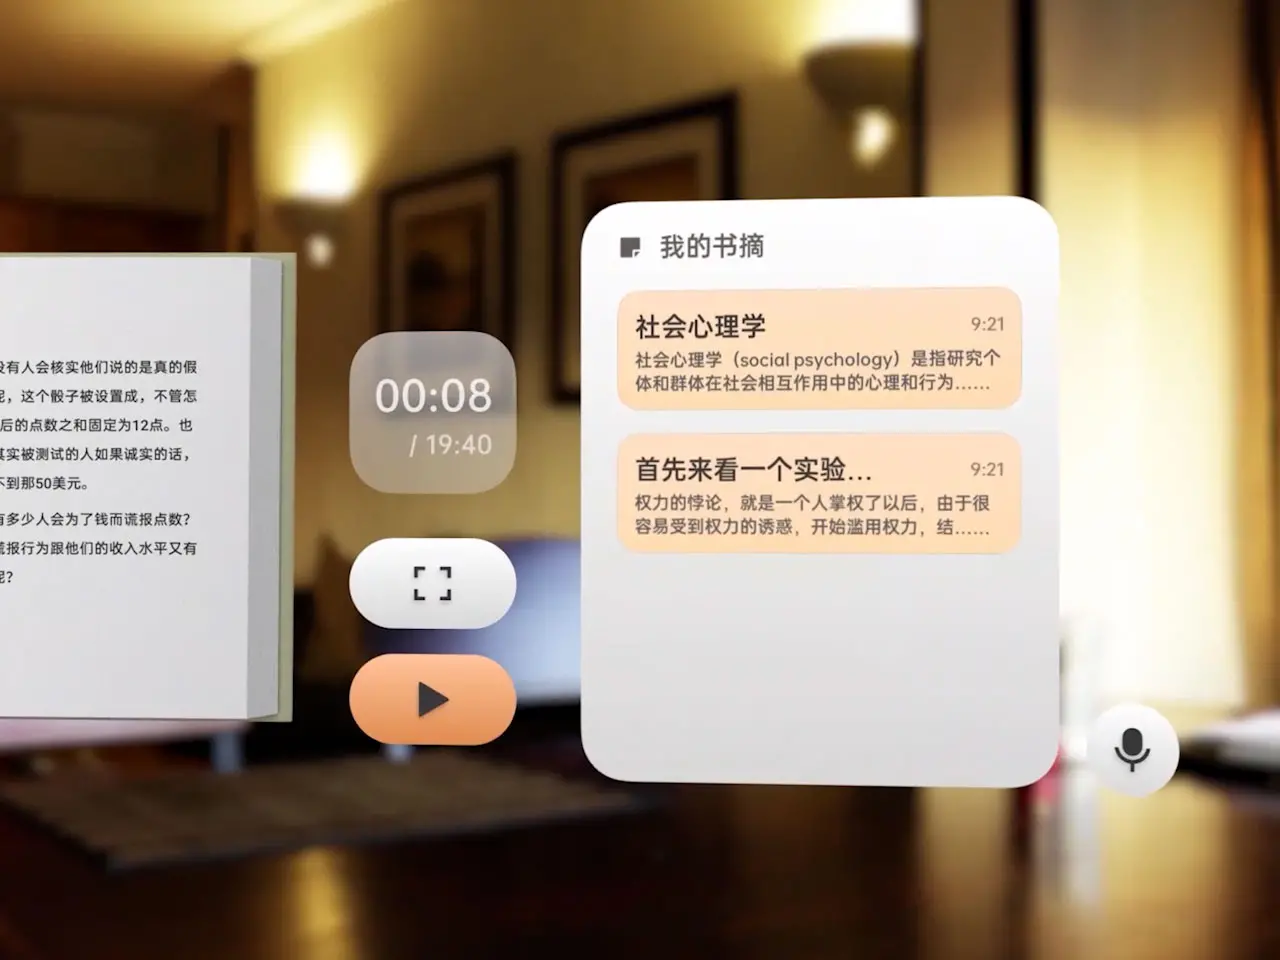 没有人会核实他们说的是真的假
呢，这个骰子被设置成，不管怎
后的点数之和固定为12点。也
其实被测试的人如果诚实的话，
不到那50美元。
有多少人会为了钱而谎报点数？
谎报行为跟他们的收入水平又有
呢？
00:08
/ 19:40
我的书摘
社会心理学 9:21
社会心理学（social psychology）是指研究个
体和群体在社会相互作用中的心理和行为……
首先来看一个实验... 9:21
权力的悖论，就是一个人掌权了以后，由于很
容易受到权力的诱惑，开始滥用权力，结……